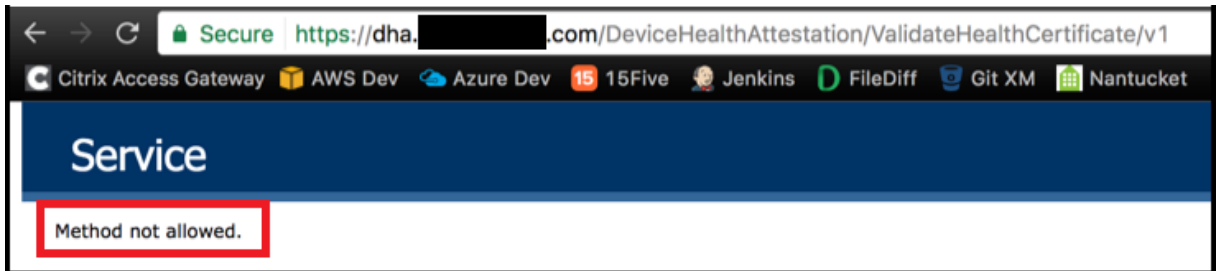 Secure https://dha. .com/DeviceHealthAttestation/ValidateHealthCertificate/v1
Citrix Access Gateway AWS Dev Azure Dev 15 15Five Jenkins FileDiff Git XM Nantucket
Service
Method not allowed.